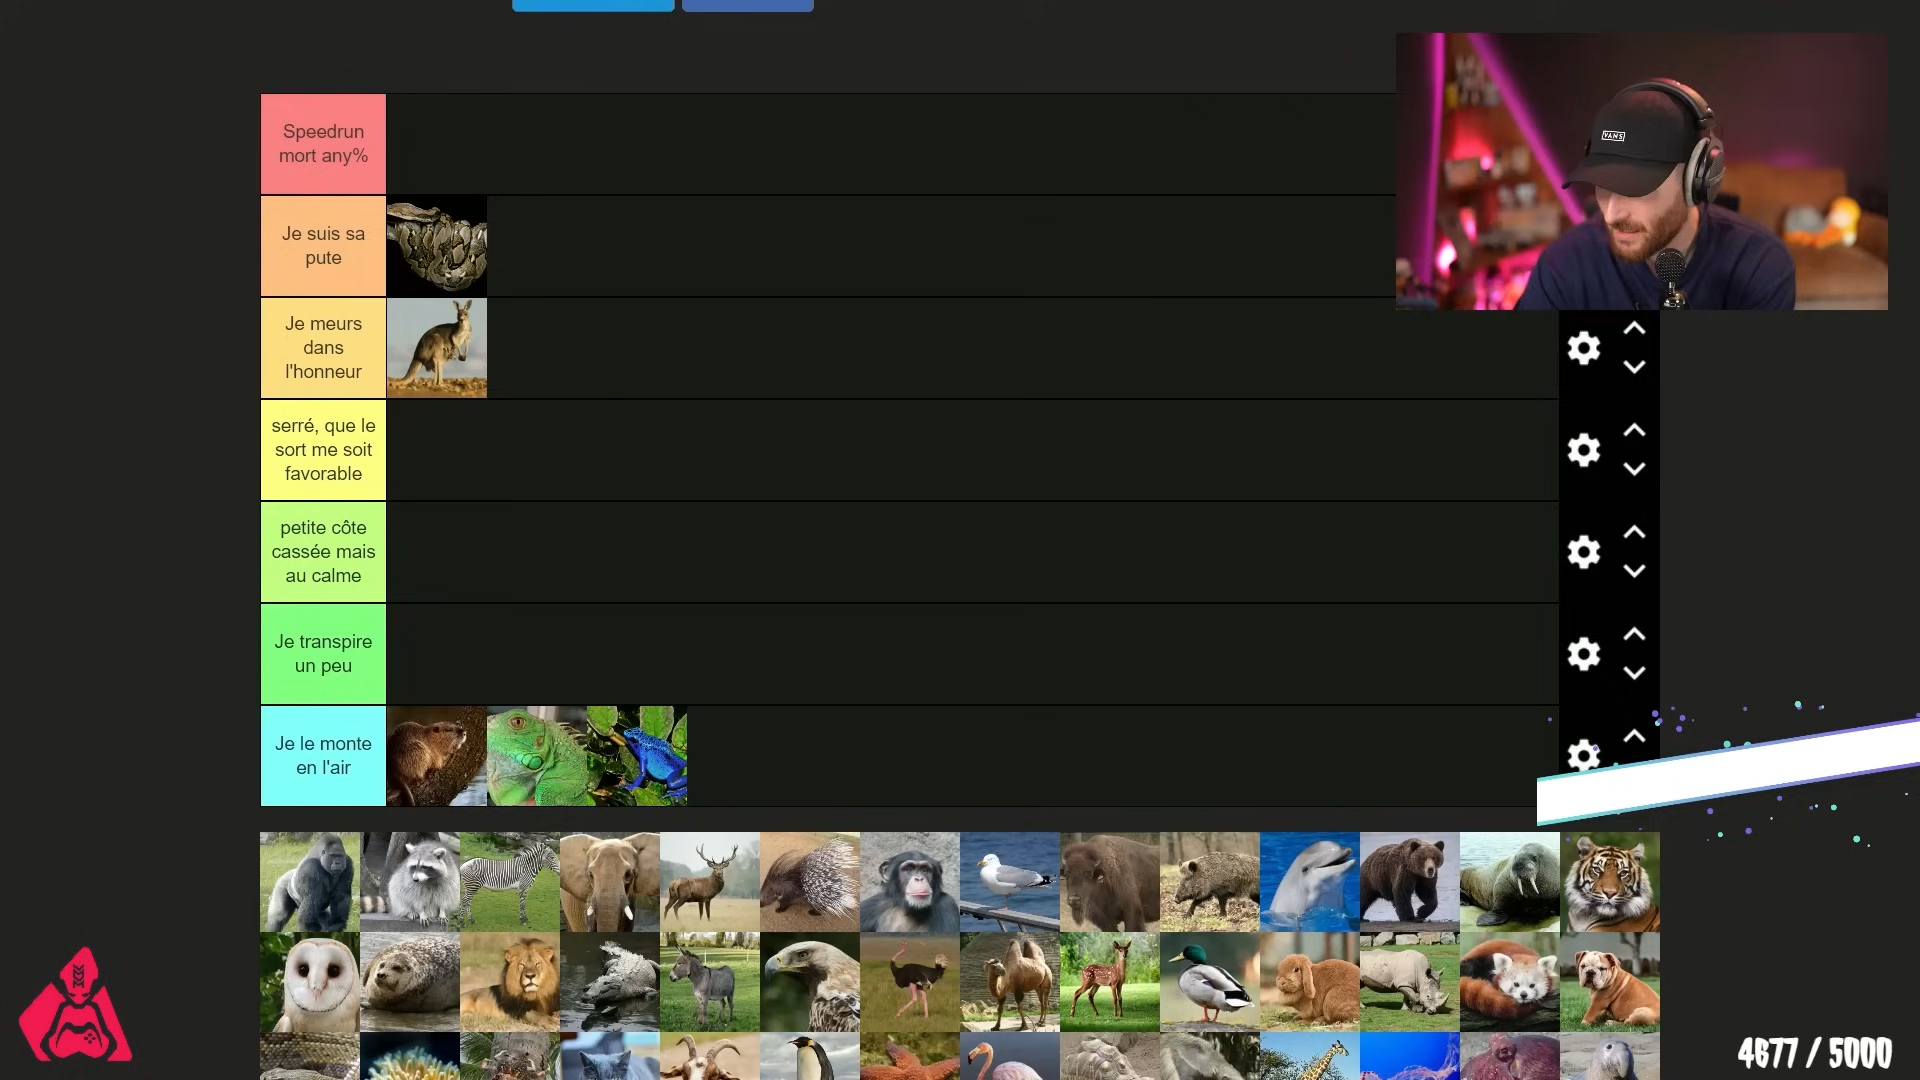 Speedrun
mort any%
VANS
Je suis sa
pute
Je meurs
dans
l'honneur
serré, que le
sort me soit
favorable
petite côte
cassée mais
au calme
Je transpire
un peu
Je le monte
en l'air
4677 / 5000